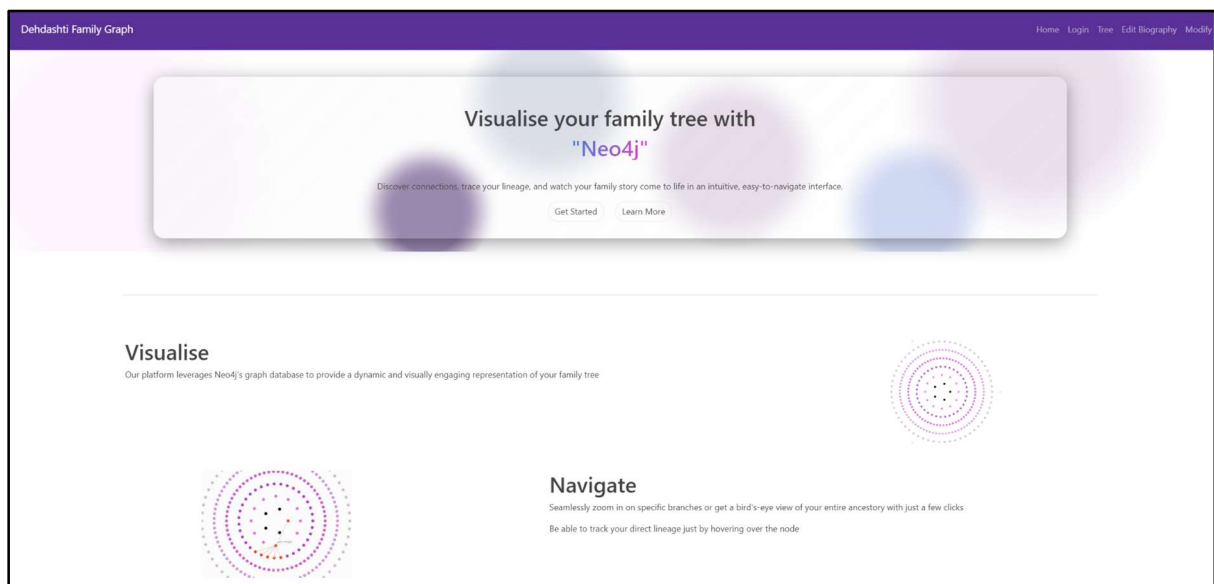 Dehdashti Family Graph
Home Login Tree Edit Biography Modify
Visualise your family tree with
"Neo4j"
Discover connections, trace your lineage, and watch your family story come to life in an intuitive, easy-to-navigate interface.
Get Started
Learn More
Visualise
Our platform leverages Neo4j's graph database to provide a dynamic and visually engaging representation of your family tree
Navigate
Seamlessly zoom in on specific branches or get a bird's-eye view of your entire ancestory with just a few clicks
Be able to track your direct lineage just by hovering over the node